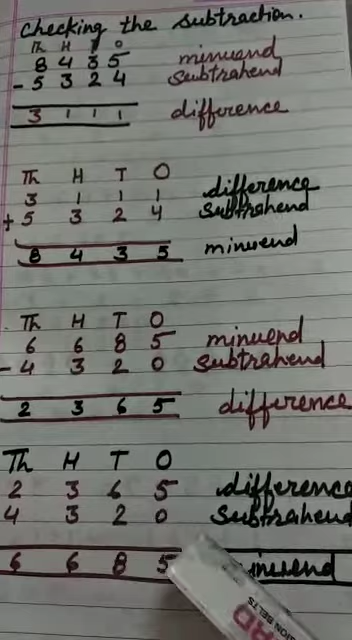 Checking the subtraction.
Th H T O
8 4 3 5 minuend
- 5 3 2 4 subtrahend
3 1 1 1 difference
Th H T O
3 1 1 1 difference
+ 5 3 2 4 Subtrahend
8 4 3 5 minuend
Th H T O
6 6 8 5 minuend
- 4 3 2 0 subtrahend
2 3 6 5 difference
Th H T O
2 3 6 5 difference
4 3 2 0 Subtrahend
6 6 8 5 minuend
ION BELTS